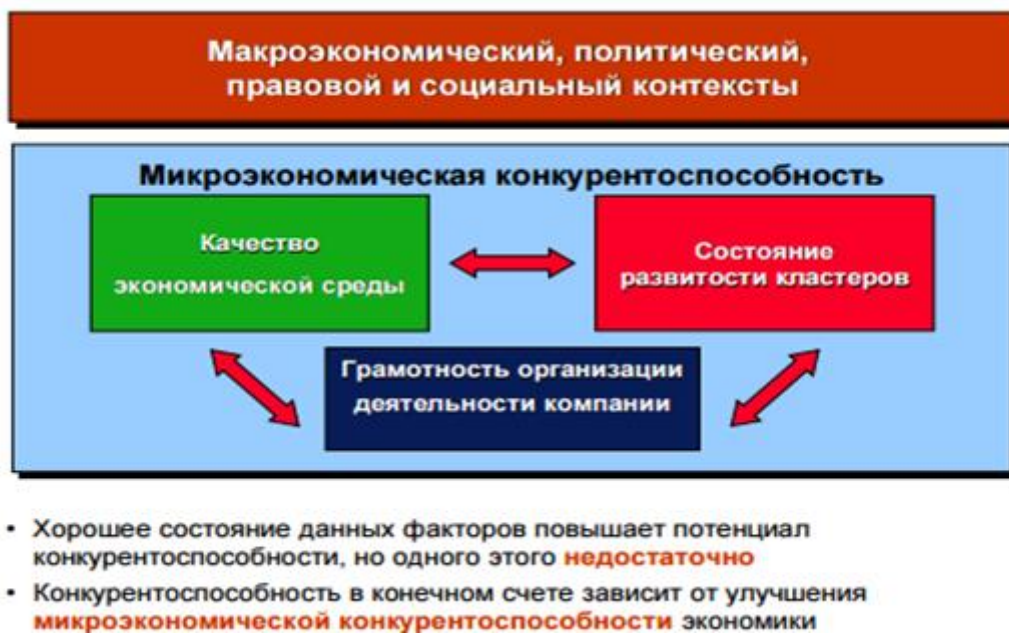 Макроэкономический, политический,
правовой и социальный контексты
Микроэкономическая конкурентоспособность
Качество
экономической среды
Состояние
развитости кластеров
Грамотность организации
деятельности компании
• Хорошее состояние данных факторов повышает потенциал
конкурентоспособности, но одного этого недостаточно
• Конкурентоспособность в конечном счете зависит от улучшения
микроэкономической конкурентоспособности экономики